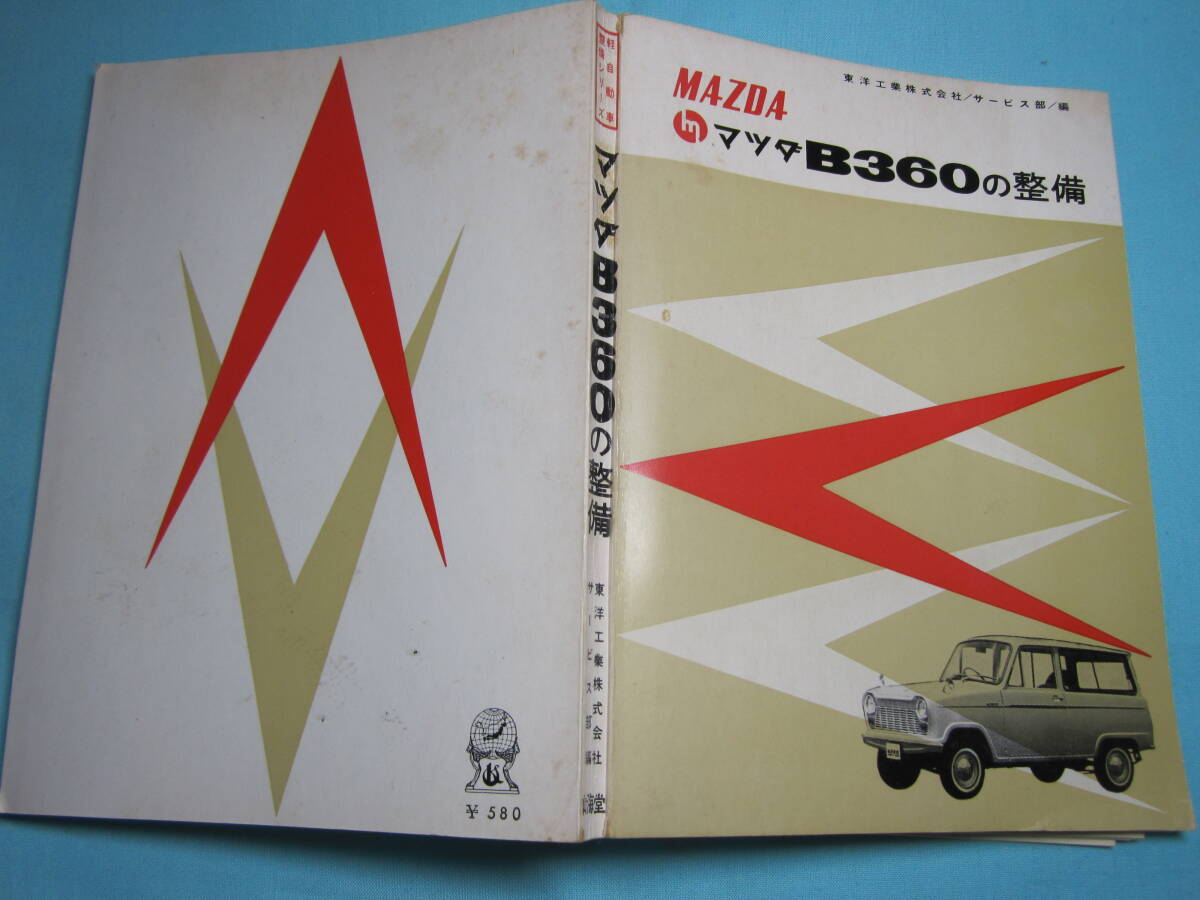 東洋工業株式会社/サービス部/編
MAZDA
マツダB360の整備
軽自動車
整備シリーズ
マツダB360の整備
東洋工業株式会社
サービス部編
山海堂
¥ 580